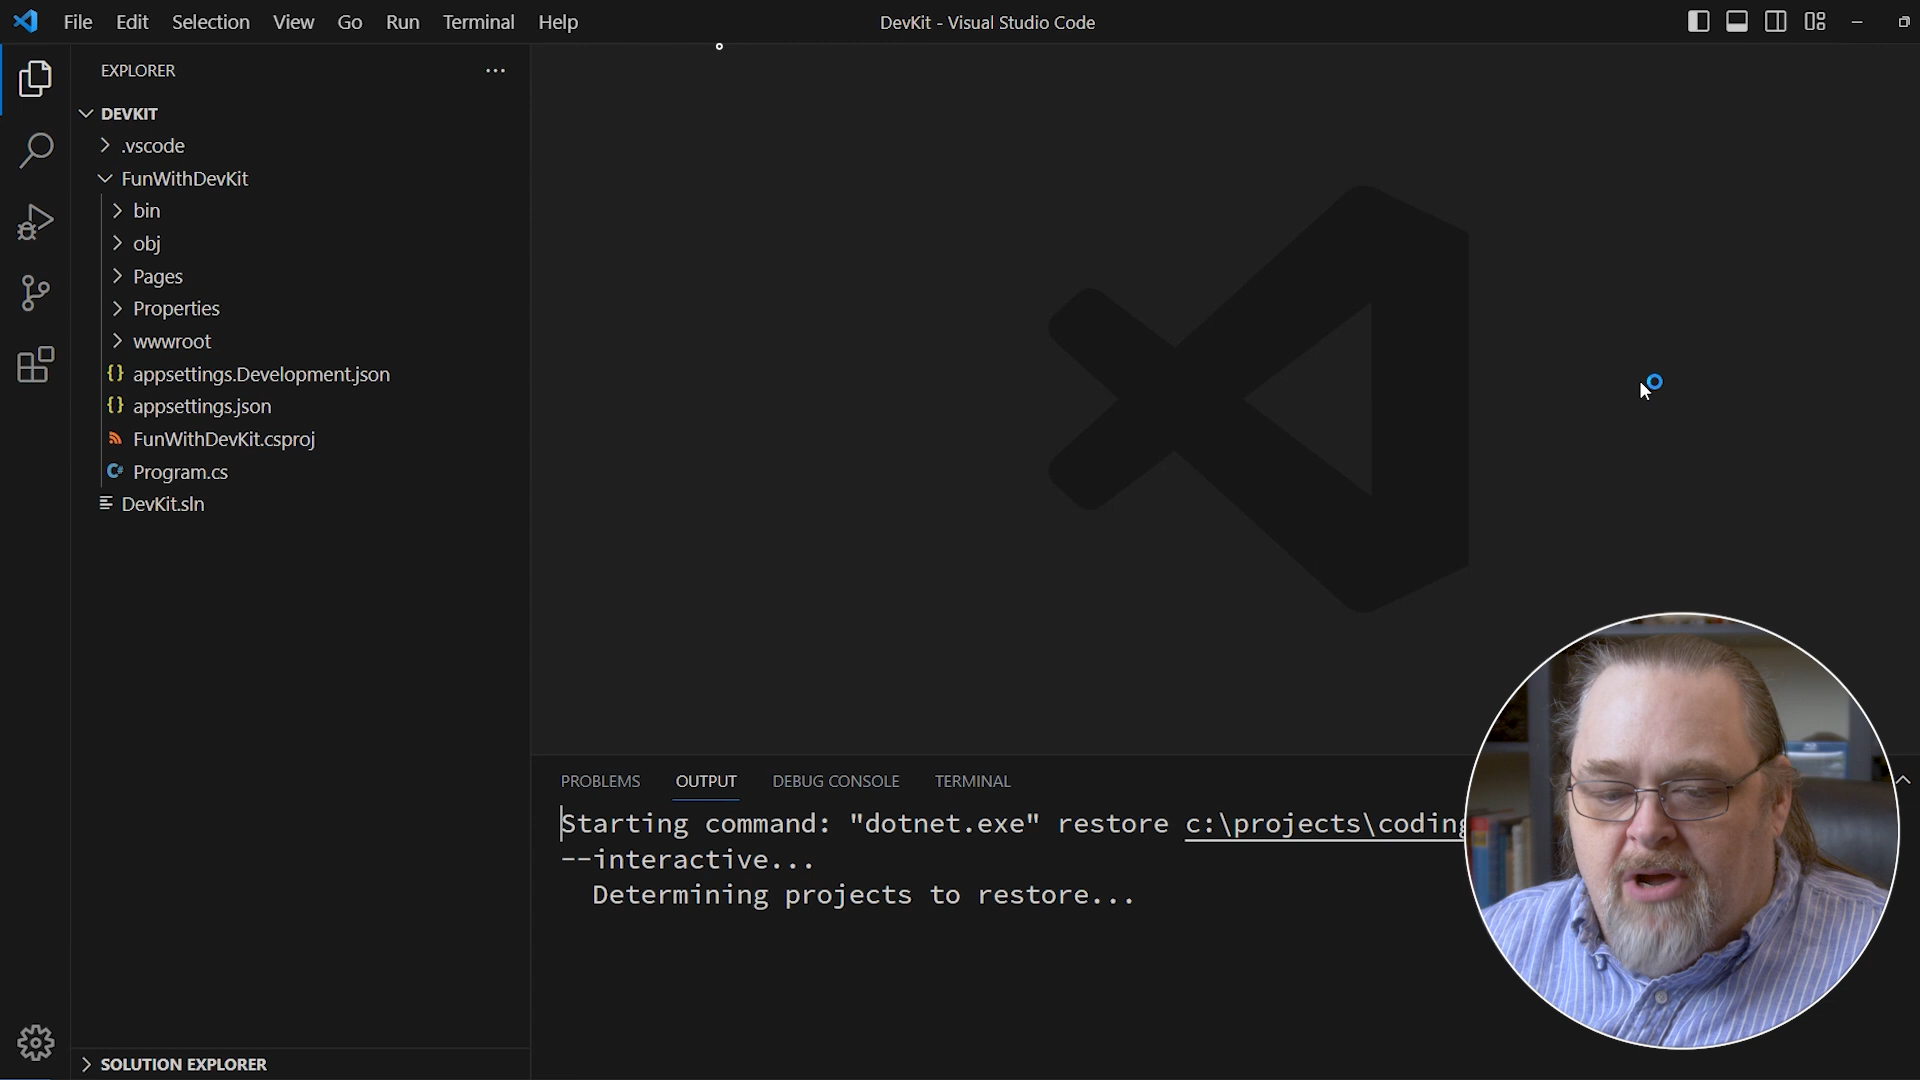 File Edit Selection View Go Run Terminal Help
DevKit - Visual Studio Code
EXPLORER
DEVKIT
.vscode
FunWithDevKit
bin
obj
Pages
Properties
wwwroot
{} appsettings.Development.json
{} appsettings.json
FunWithDevKit.csproj
C# Program.cs
DevKit.sln
SOLUTION EXPLORER
PROBLEMS OUTPUT DEBUG CONSOLE TERMINAL
Starting command: "dotnet.exe" restore c:\projects\coding
--interactive...
Determining projects to restore...